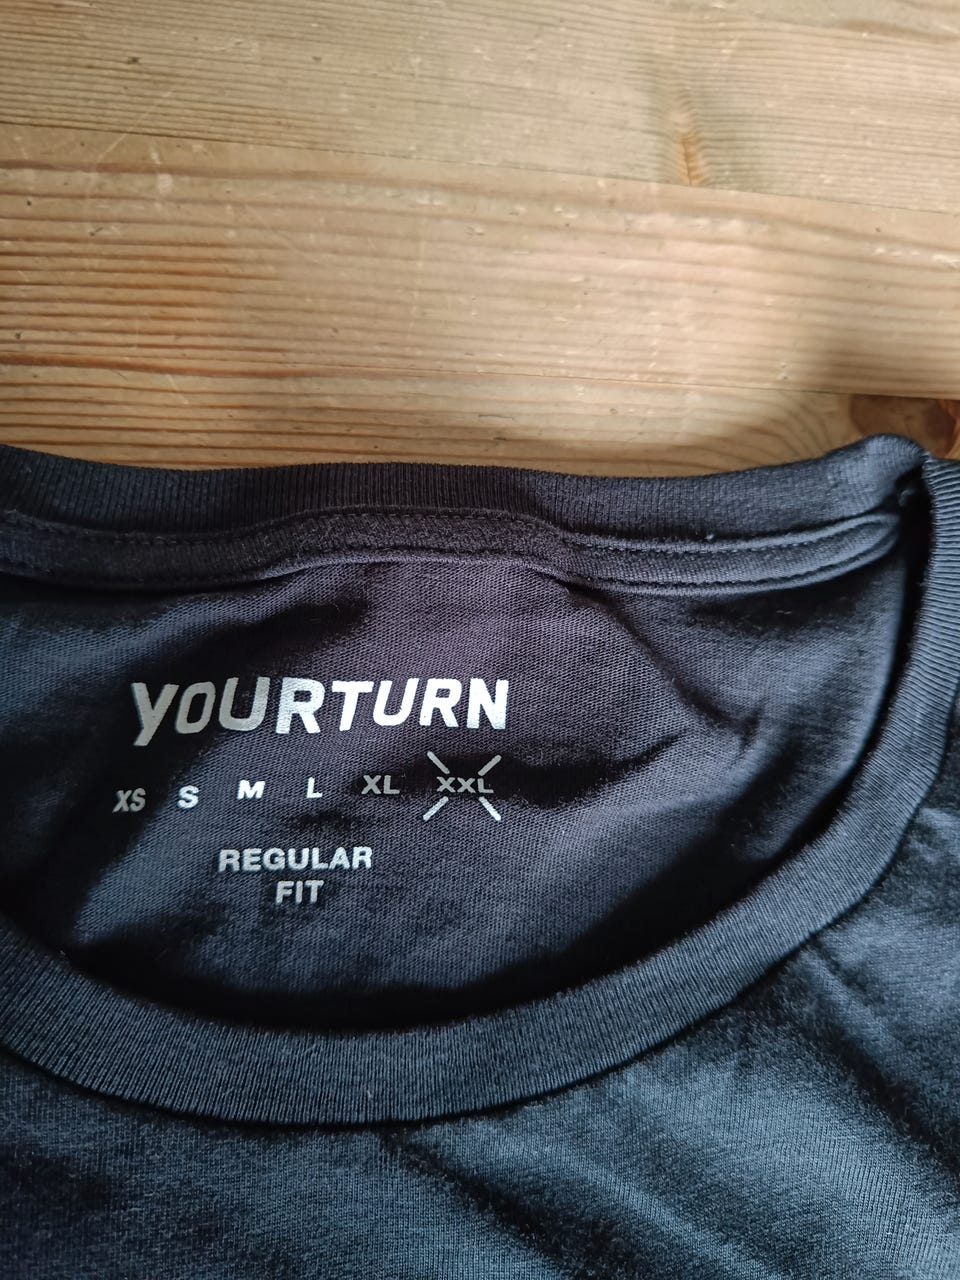 YOURTURN
XS S M L XL XXL
REGULAR
FIT